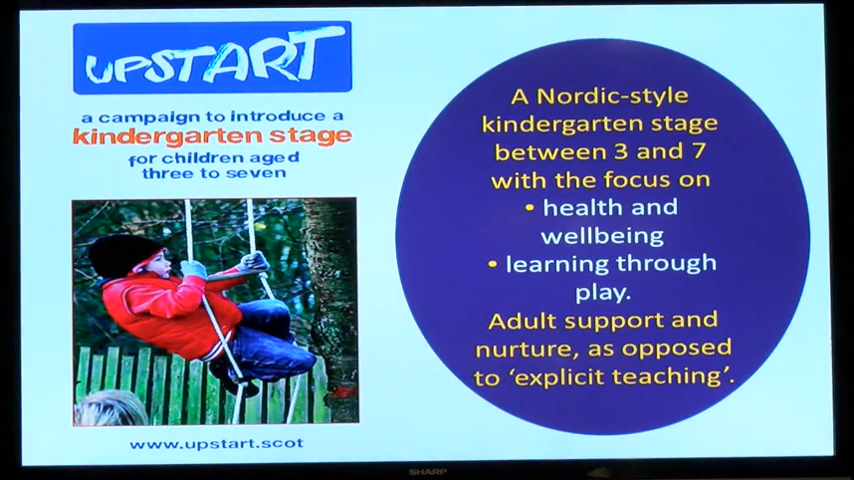 UPSTART
a campaign to introduce a
kindergarten stage
for children aged
three to seven
www.upstart.scot
A Nordic-style
kindergarten stage
between 3 and 7
with the focus on
• health and
wellbeing
• learning through
play.
Adult support and
nurture, as opposed
to ‘explicit teaching’.
SHARP